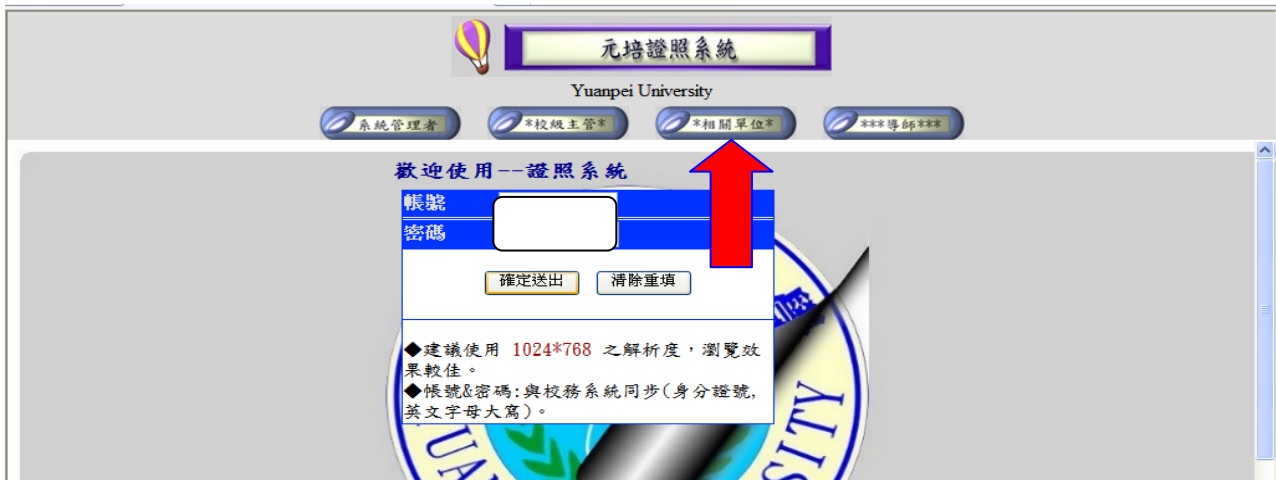 元培證照系統
Yuanpei University
系統管理者
*校級主管*
*相關單位*
***導師***
歡迎使用--證照系統
帳號
密碼
確定送出
清除重填
◆建議使用 1024*768 之解析度，瀏覽效
果較佳。
◆帳號&密碼:與校務系統同步(身分證號,
英文字母大寫)。
YUA
SITY